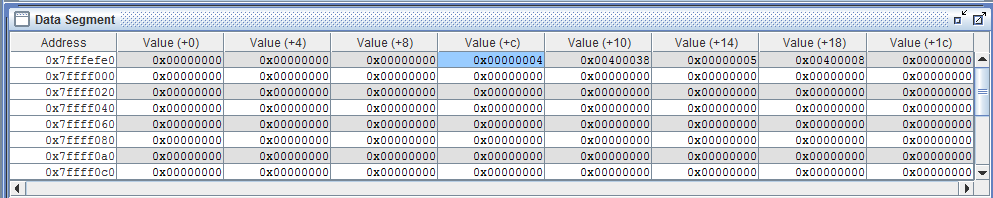 Data Segment
Address Value (+0) Value (+4) Value (+8) Value (+c) Value (+10) Value (+14) Value (+18) Value (+1c)
0x7fffefe0 0x00000000 0x00000000 0x00000000 0x00000004 0x00400038 0x00000005 0x00400008 0x00000000
0x7ffff000 0x00000000 0x00000000 0x00000000 0x00000000 0x00000000 0x00000000 0x00000000 0x00000000
0x7ffff020 0x00000000 0x00000000 0x00000000 0x00000000 0x00000000 0x00000000 0x00000000 0x00000000
0x7ffff040 0x00000000 0x00000000 0x00000000 0x00000000 0x00000000 0x00000000 0x00000000 0x00000000
0x7ffff060 0x00000000 0x00000000 0x00000000 0x00000000 0x00000000 0x00000000 0x00000000 0x00000000
0x7ffff080 0x00000000 0x00000000 0x00000000 0x00000000 0x00000000 0x00000000 0x00000000 0x00000000
0x7ffff0a0 0x00000000 0x00000000 0x00000000 0x00000000 0x00000000 0x00000000 0x00000000 0x00000000
0x7ffff0c0 0x00000000 0x00000000 0x00000000 0x00000000 0x00000000 0x00000000 0x00000000 0x00000000